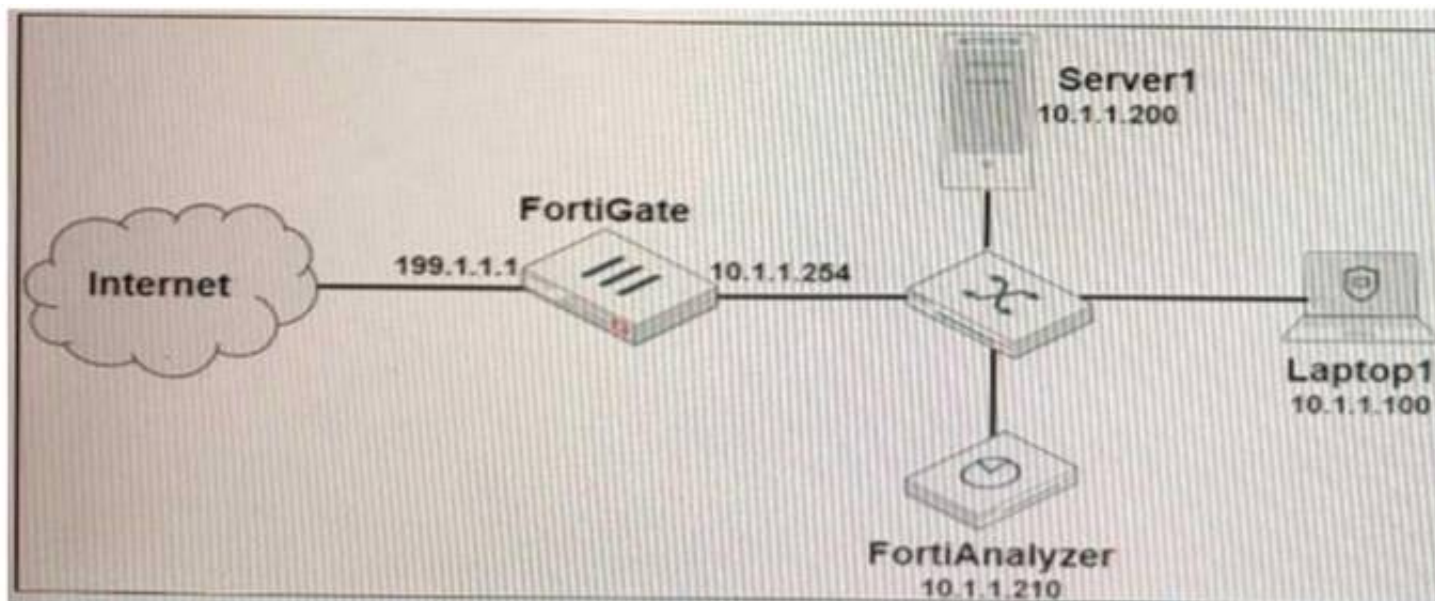 Server1
10.1.1.200
FortiGate
199.1.1.1
10.1.1.254
Internet
Laptop1
10.1.1.100
FortiAnalyzer
10.1.1.210